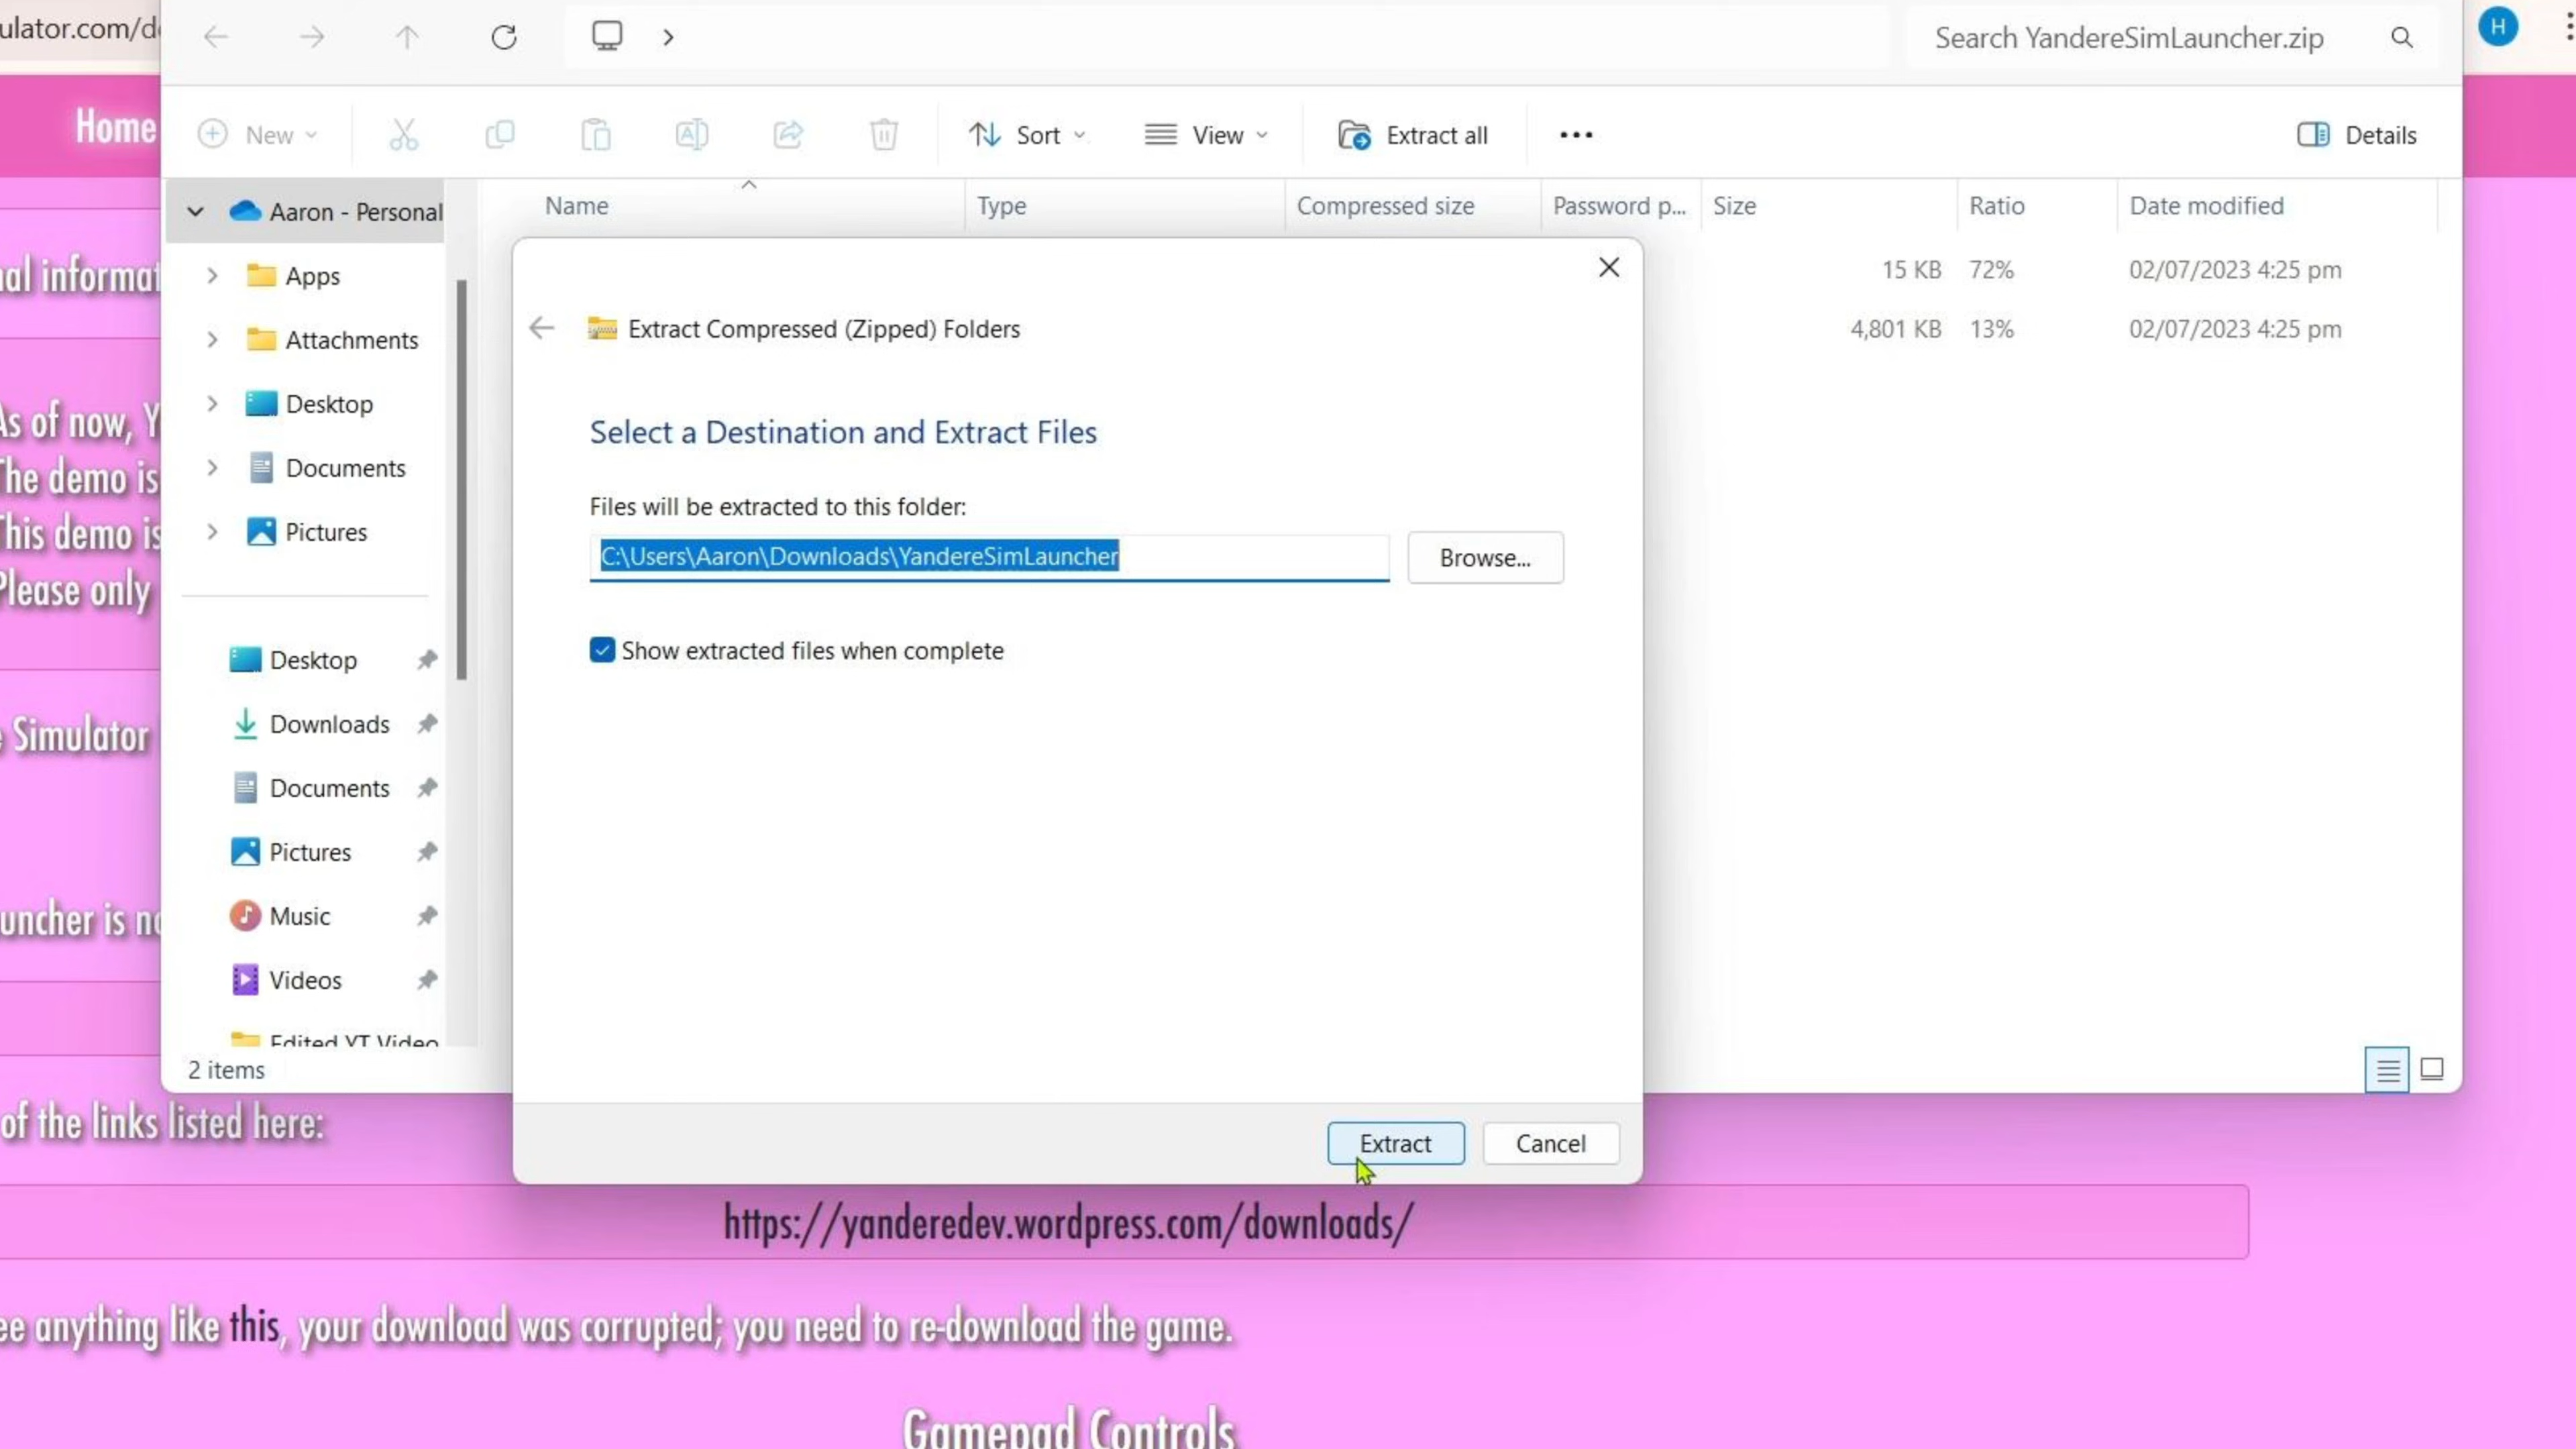 ulator.com/de
Search YandereSimLauncher.zip
H
Home
New
Sort
View
Extract all
Details
Aaron - Personal
Name
Type
Compressed size
Password p...
Size
Ratio
Date modified
Apps
15 KB
72%
02/07/2023 4:25 pm
Attachments
4,801 KB
13%
02/07/2023 4:25 pm
Desktop
Documents
Pictures
Desktop
Downloads
Documents
Pictures
Music
Videos
Edited YT Video
2 items
Extract Compressed (Zipped) Folders
Select a Destination and Extract Files
Files will be extracted to this folder:
C:\Users\Aaron\Downloads\YandereSimLauncher
Browse...
Show extracted files when complete
Extract
Cancel
nal informat
As of now, Y
The demo is
This demo is
Please only
e Simulator
uncher is no
of the links listed here:
https://yanderedev.wordpress.com/downloads/
ee anything like this, your download was corrupted; you need to re-download the game.
Gamepad Controls